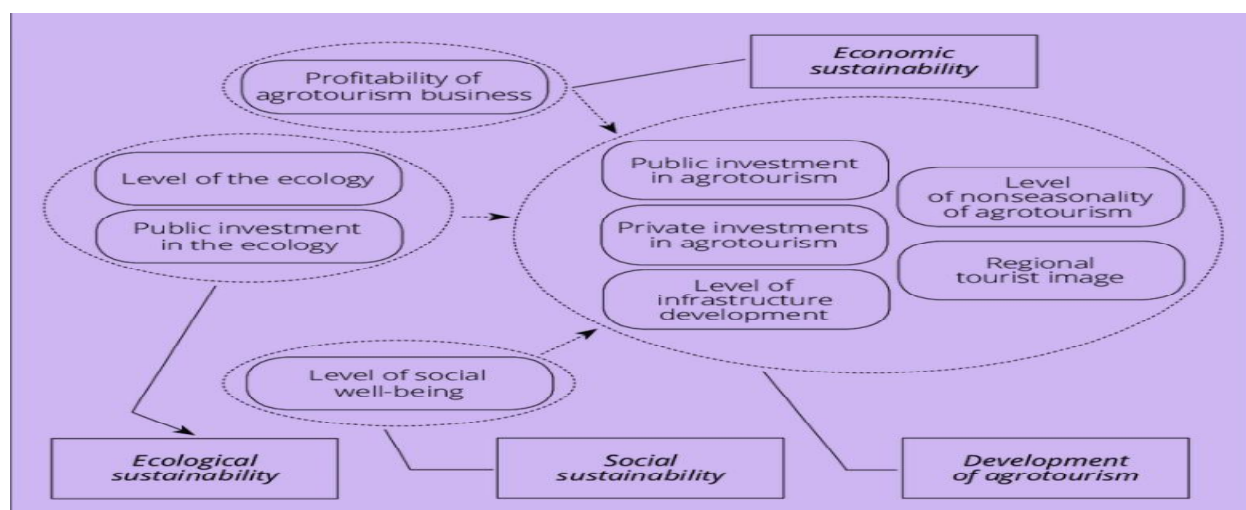 Economic
sustainability
Profitability of
agrotourism business
Level of the ecology
Public investment
in the ecology
Public investment
in agrotourism
Private investments
in agrotourism
Level of
infrastructure
development
Level
of nonseasonality
of agrotourism
Regional
tourist image
Level of social
well-being
Ecological
sustainability
Social
sustainability
Development
of agrotourism